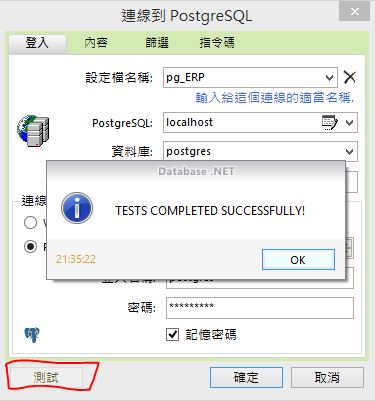 連線到 PostgreSQL
登入 內容 篩選 指令碼
設定檔名稱: pg_ERP
輸入給這個連線的適當名稱.
PostgreSQL: localhost
資料庫: postgres
Database .NET
連線
TESTS COMPLETED SUCCESSFULLY!
21:35:22 OK
登入名稱: postgres
密碼: *********
記憶密碼
測試 確定 取消